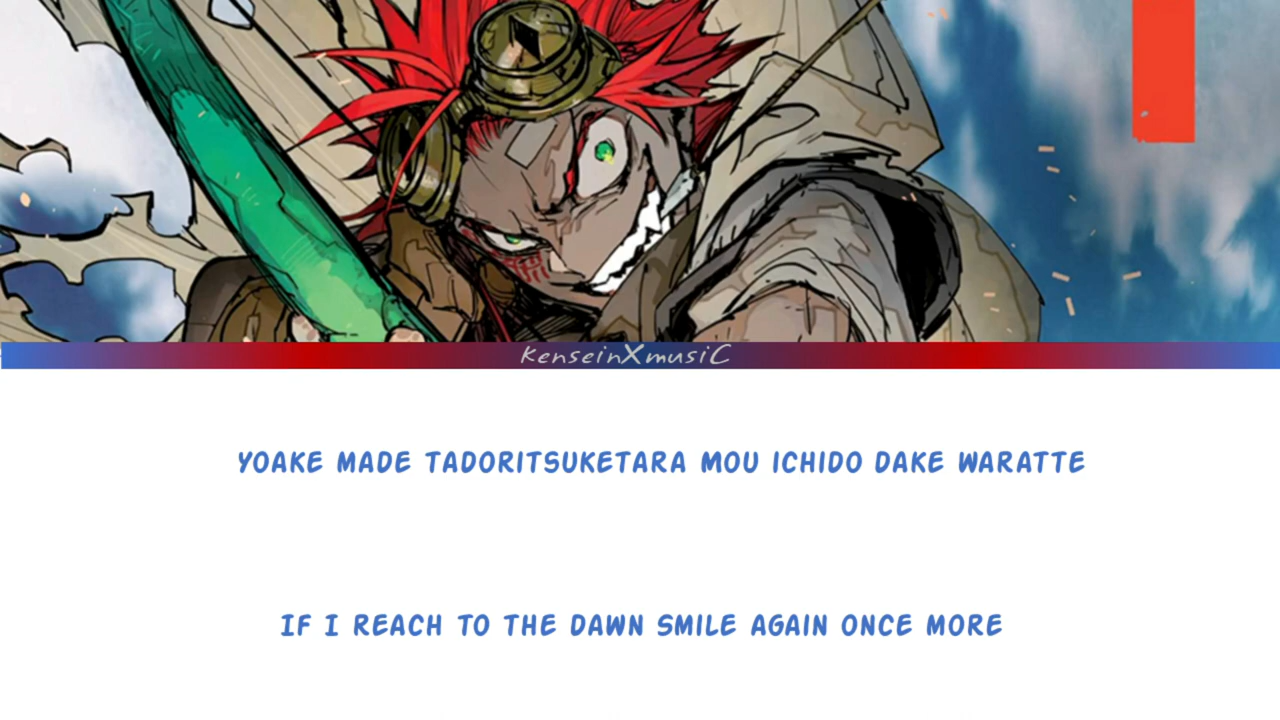 KenseinXmusiC
YOAKE MADE TADORITSUKETARA MOU ICHIDO DAKE WARATTE
IF I REACH TO THE DAWN SMILE AGAIN ONCE MORE